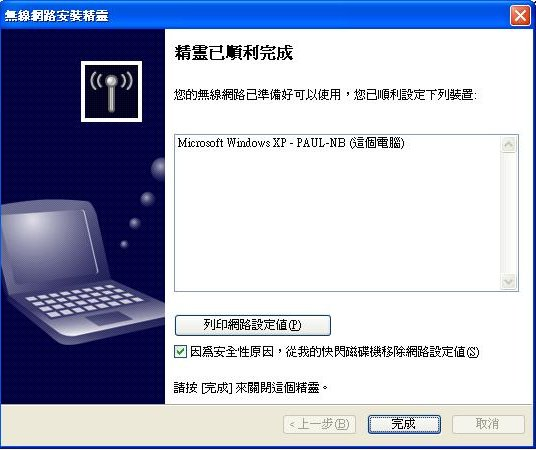 無線網路安裝精靈
精靈已順利完成
您的無線網路已準備好可以使用，您已順利設定下列裝置:
Microsoft Windows XP - PAUL-NB (這個電腦)
列印網路設定值(P)
因為安全性原因，從我的快閃磁碟機移除網路設定值(S)
請按 [完成] 來關閉這個精靈。
< 上一步(B)
完成
取消